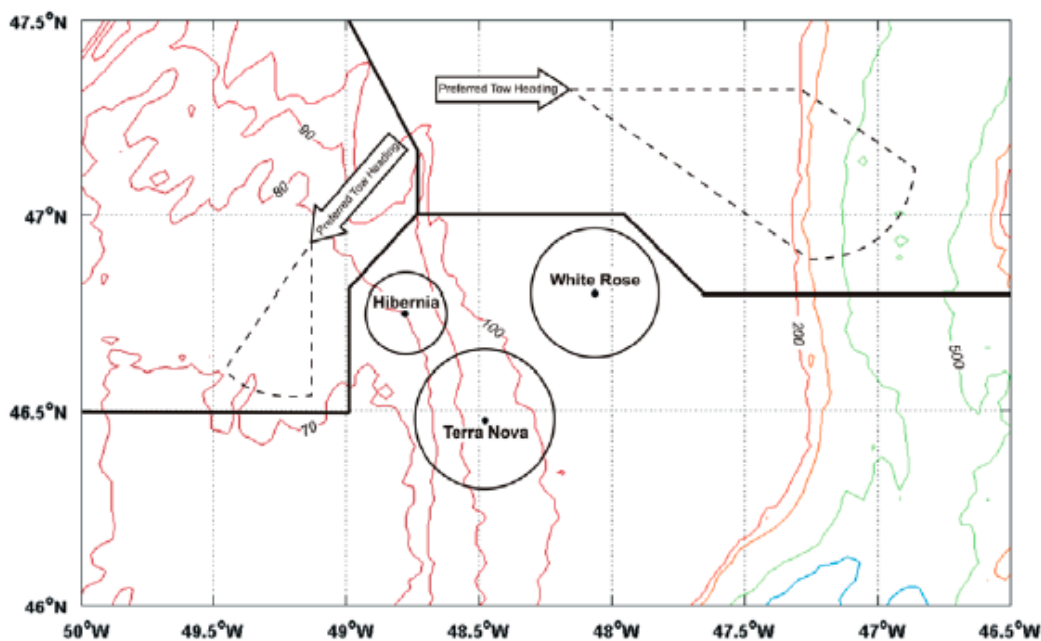 47.5°N
Preferred Tow Heading
90
Preferred Tow Heading
80
47°N
White Rose
Hibernia
100
200
500
46.5°N
70
Terra Nova
46°N
50°W 49.5°W 49°W 48.5°W 48°W 47.5°W 47°W 46.5°W